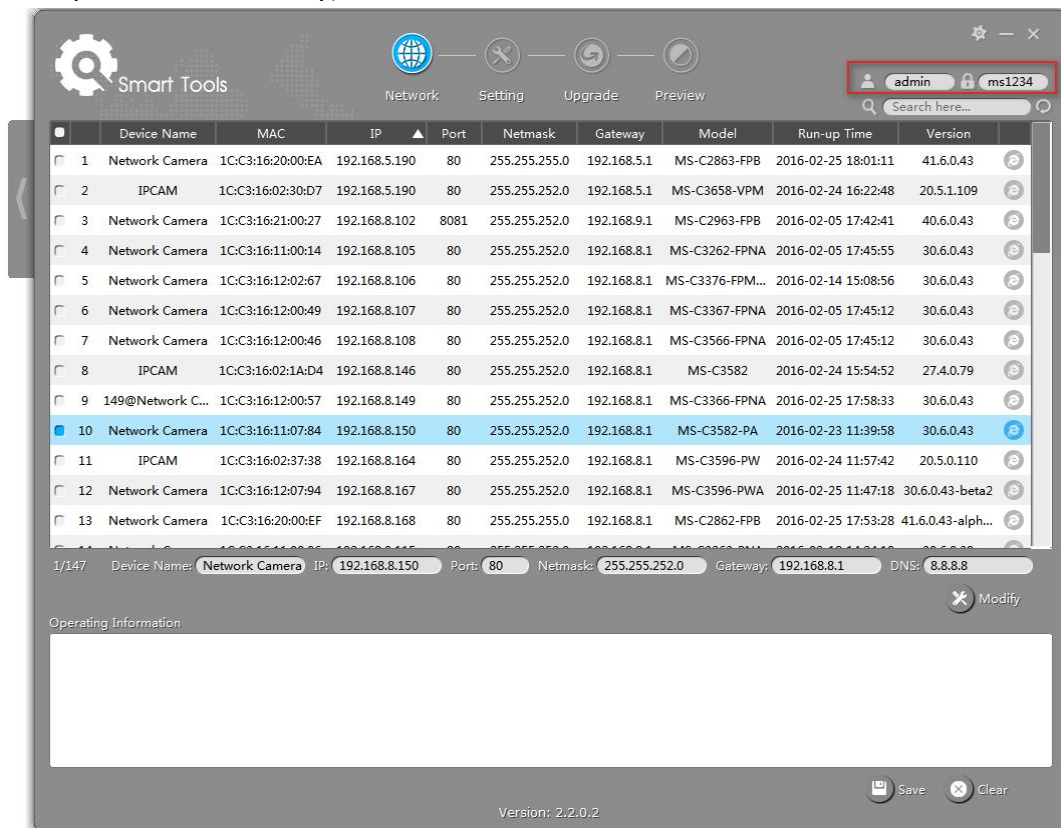 Smart Tools
Network Setting Upgrade Preview
admin ms1234
Search here...
Device Name MAC IP Port Netmask Gateway Model Run-up Time Version
1 Network Camera 1C:C3:16:20:00:EA 192.168.5.190 80 255.255.255.0 192.168.5.1 MS-C2863-FPB 2016-02-25 18:01:11 41.6.0.43
2 IPCAM 1C:C3:16:02:30:D7 192.168.5.190 80 255.255.252.0 192.168.5.1 MS-C3658-VPM 2016-02-24 16:22:48 20.5.1.109
3 Network Camera 1C:C3:16:21:00:27 192.168.8.102 8081 255.255.252.0 192.168.9.1 MS-C2963-FPB 2016-02-05 17:42:41 40.6.0.43
4 Network Camera 1C:C3:16:11:00:14 192.168.8.105 80 255.255.252.0 192.168.8.1 MS-C3262-FPNA 2016-02-05 17:45:55 30.6.0.43
5 Network Camera 1C:C3:16:12:02:67 192.168.8.106 80 255.255.252.0 192.168.8.1 MS-C3376-FPM... 2016-02-14 15:08:56 30.6.0.43
6 Network Camera 1C:C3:16:12:00:49 192.168.8.107 80 255.255.252.0 192.168.8.1 MS-C3367-FPNA 2016-02-05 17:45:12 30.6.0.43
7 Network Camera 1C:C3:16:12:00:46 192.168.8.108 80 255.255.252.0 192.168.8.1 MS-C3566-FPNA 2016-02-05 17:45:12 30.6.0.43
8 IPCAM 1C:C3:16:02:1A:D4 192.168.8.146 80 255.255.252.0 192.168.8.1 MS-C3582 2016-02-24 15:54:52 27.4.0.79
9 149@Network C... 1C:C3:16:12:00:57 192.168.8.149 80 255.255.252.0 192.168.8.1 MS-C3366-FPNA 2016-02-25 17:58:33 30.6.0.43
10 Network Camera 1C:C3:16:11:07:84 192.168.8.150 80 255.255.252.0 192.168.8.1 MS-C3582-PA 2016-02-23 11:39:58 30.6.0.43
11 IPCAM 1C:C3:16:02:37:38 192.168.8.164 80 255.255.252.0 192.168.8.1 MS-C3596-PW 2016-02-24 11:57:42 20.5.0.110
12 Network Camera 1C:C3:16:12:07:94 192.168.8.167 80 255.255.252.0 192.168.8.1 MS-C3596-PWA 2016-02-25 11:47:18 30.6.0.43-beta2
13 Network Camera 1C:C3:16:20:00:EF 192.168.8.168 80 255.255.255.0 192.168.8.1 MS-C2862-FPB 2016-02-25 17:53:28 41.6.0.43-alph...
1/147 Device Name: Network Camera IP: 192.168.8.150 Port: 80 Netmask: 255.255.252.0 Gateway: 192.168.8.1 DNS: 8.8.8.8
Modify
Operating Information
Save Clear
Version: 2.2.0.2